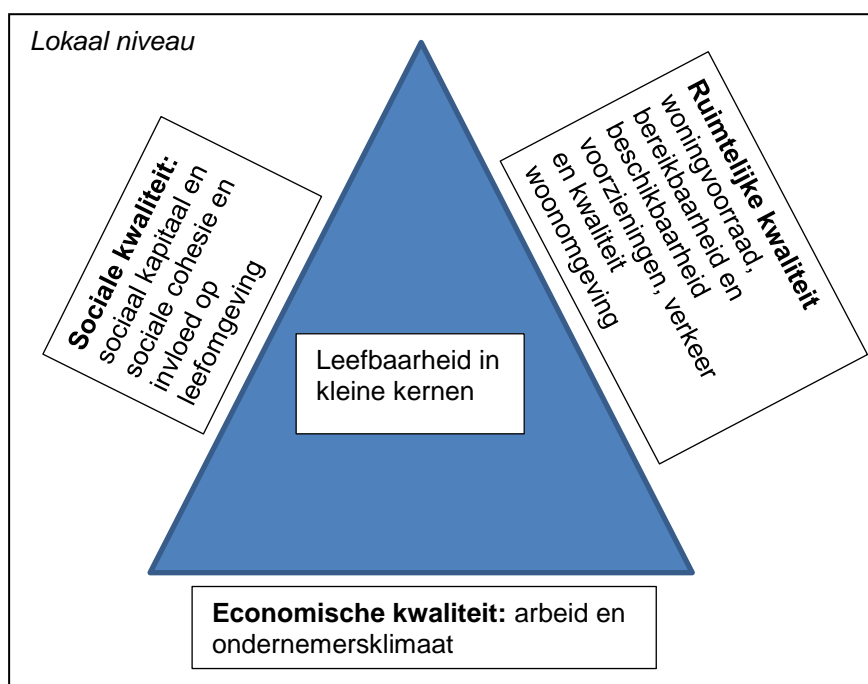 Lokaal niveau
Sociale kwaliteit:
sociaal kapitaal en
sociale cohesie en
invloed op
leefomgeving
Ruimtelijke kwaliteit
woningvoorraad,
bereikbaarheid en
beschikbaarheid
voorzieningen, verkeer
en kwaliteit
woonomgeving
Leefbaarheid in
kleine kernen
Economische kwaliteit: arbeid en
ondernemersklimaat